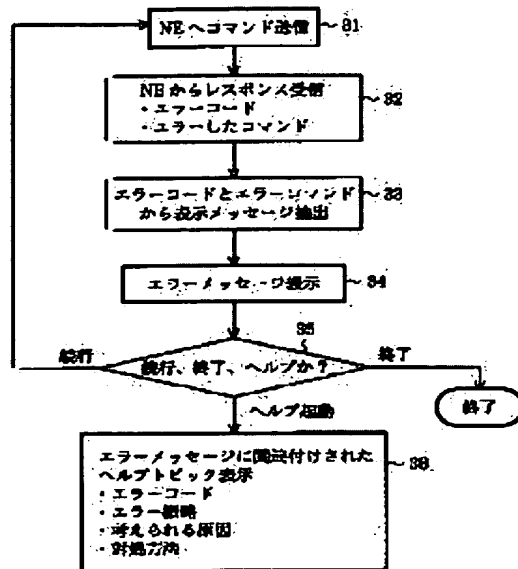 NEへコマンド送信
S1
NEからレスポンス受信
・エラーコード
・エラーしたコマンド
S2
エラーコードとエラーコマンド
から表示メッセージ抽出
S3
エラーメッセージ表示
S4
S5
続行
続行、終了、ヘルプか?
終了
終了
ヘルプ起動
エラーメッセージに関連付けされた
ヘルプトピック表示
・エラーコード
・エラー概略
・考えられる原因
・対処方法
S6